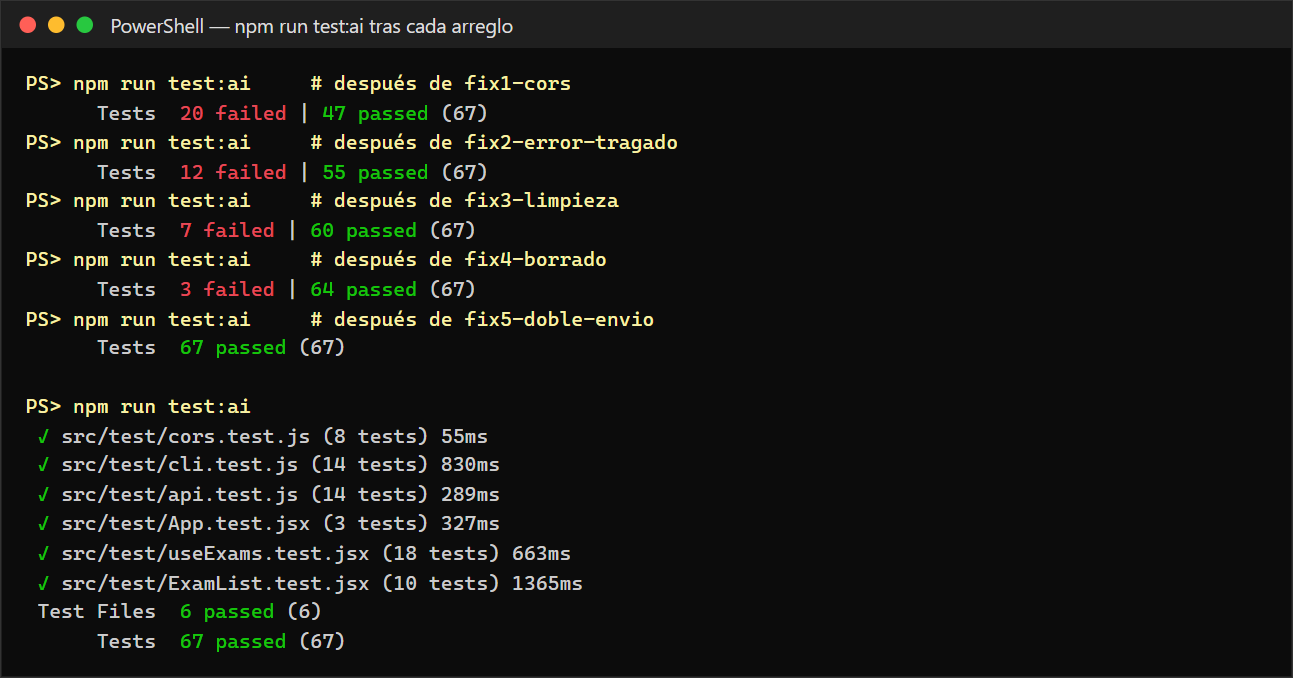 PowerShell — npm run test:ai tras cada arreglo
PS> npm run test:ai     # después de fix1-cors
      Tests  20 failed | 47 passed (67)
PS> npm run test:ai     # después de fix2-error-tragado
      Tests  12 failed | 55 passed (67)
PS> npm run test:ai     # después de fix3-limpieza
      Tests  7 failed | 60 passed (67)
PS> npm run test:ai     # después de fix4-borrado
      Tests  3 failed | 64 passed (67)
PS> npm run test:ai     # después de fix5-doble-envio
      Tests  67 passed (67)
PS> npm run test:ai
 ✓ src/test/cors.test.js (8 tests) 55ms
 ✓ src/test/cli.test.js (14 tests) 830ms
 ✓ src/test/api.test.js (14 tests) 289ms
 ✓ src/test/App.test.jsx (3 tests) 327ms
 ✓ src/test/useExams.test.jsx (18 tests) 663ms
 ✓ src/test/ExamList.test.jsx (10 tests) 1365ms
 Test Files  6 passed (6)
      Tests  67 passed (67)